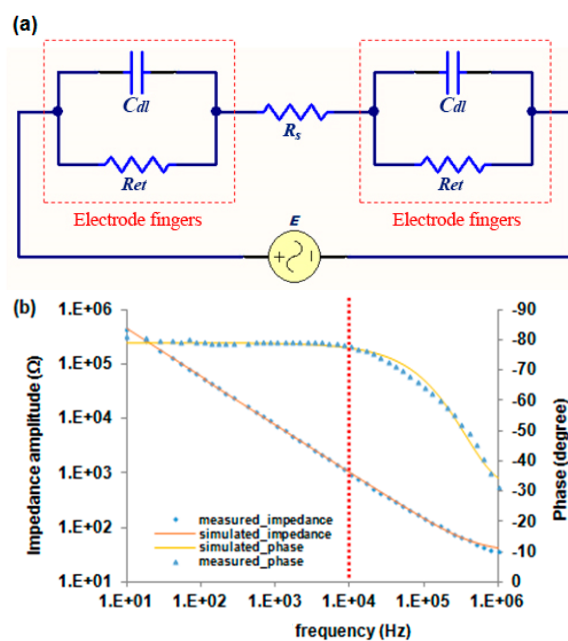 (a)
Cdl
Cdl
Rs
Ret
Ret
Electrode fingers
Electrode fingers
E
+
(b)
1.E+06
1.E+05
1.E+04
1.E+03
1.E+02
1.E+01
Impedance amplitude (Ω)
-90
-80
-70
-60
-50
-40
-30
-20
-10
0
Phase (degree)
measured_impedance
simulated_impedance
simulated_phase
measured_phase
1.E+01
1.E+02
1.E+03
1.E+04
1.E+05
1.E+06
frequency (Hz)